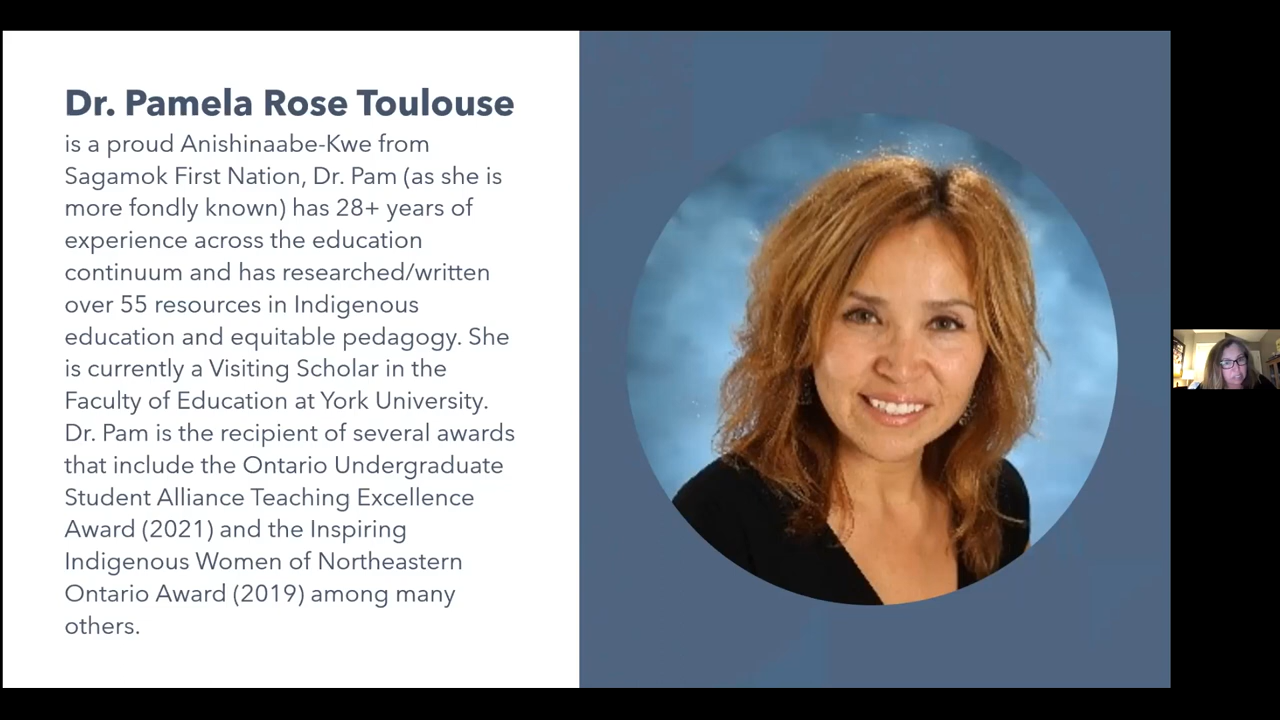 Dr. Pamela Rose Toulouse
is a proud Anishinaabe-Kwe from
Sagamok First Nation, Dr. Pam (as she is
more fondly known) has 28+ years of
experience across the education
continuum and has researched/written
over 55 resources in Indigenous
education and equitable pedagogy. She
is currently a Visiting Scholar in the
Faculty of Education at York University.
Dr. Pam is the recipient of several awards
that include the Ontario Undergraduate
Student Alliance Teaching Excellence
Award (2021) and the Inspiring
Indigenous Women of Northeastern
Ontario Award (2019) among many
others.